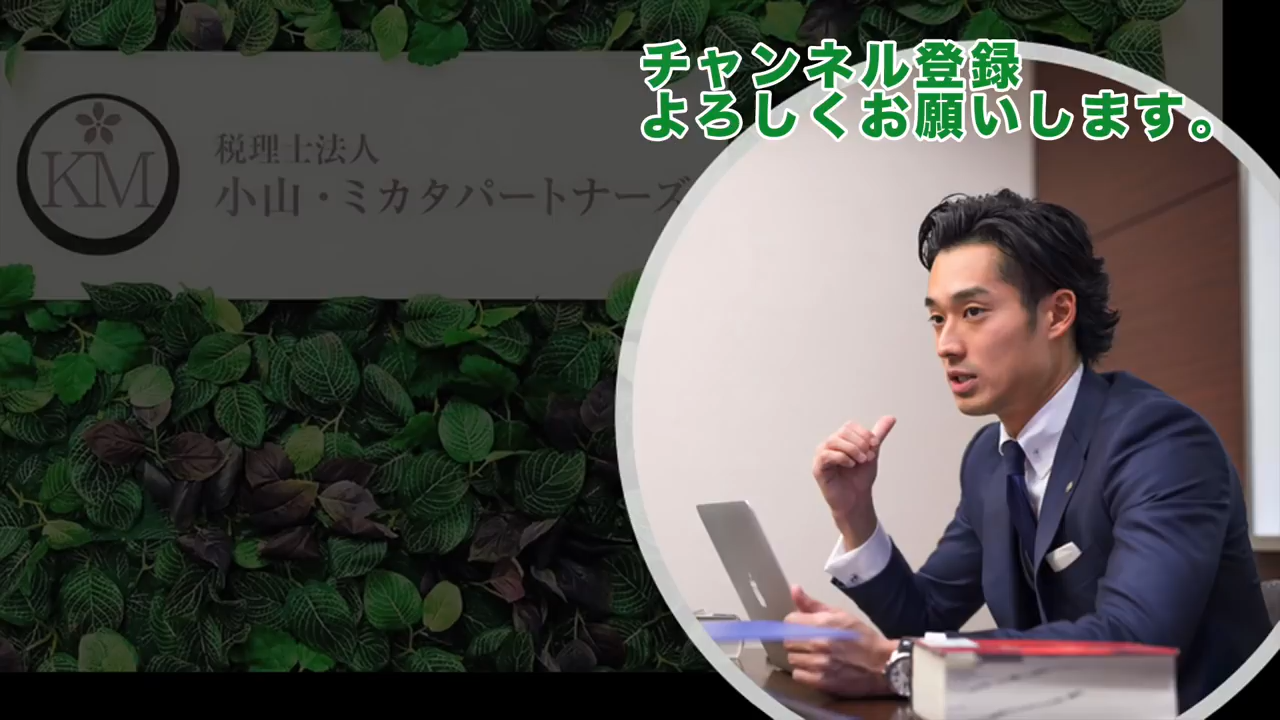 チャンネル登録
よろしくお願いします。
KM
税理士法人
小山・ミカタパートナーズ